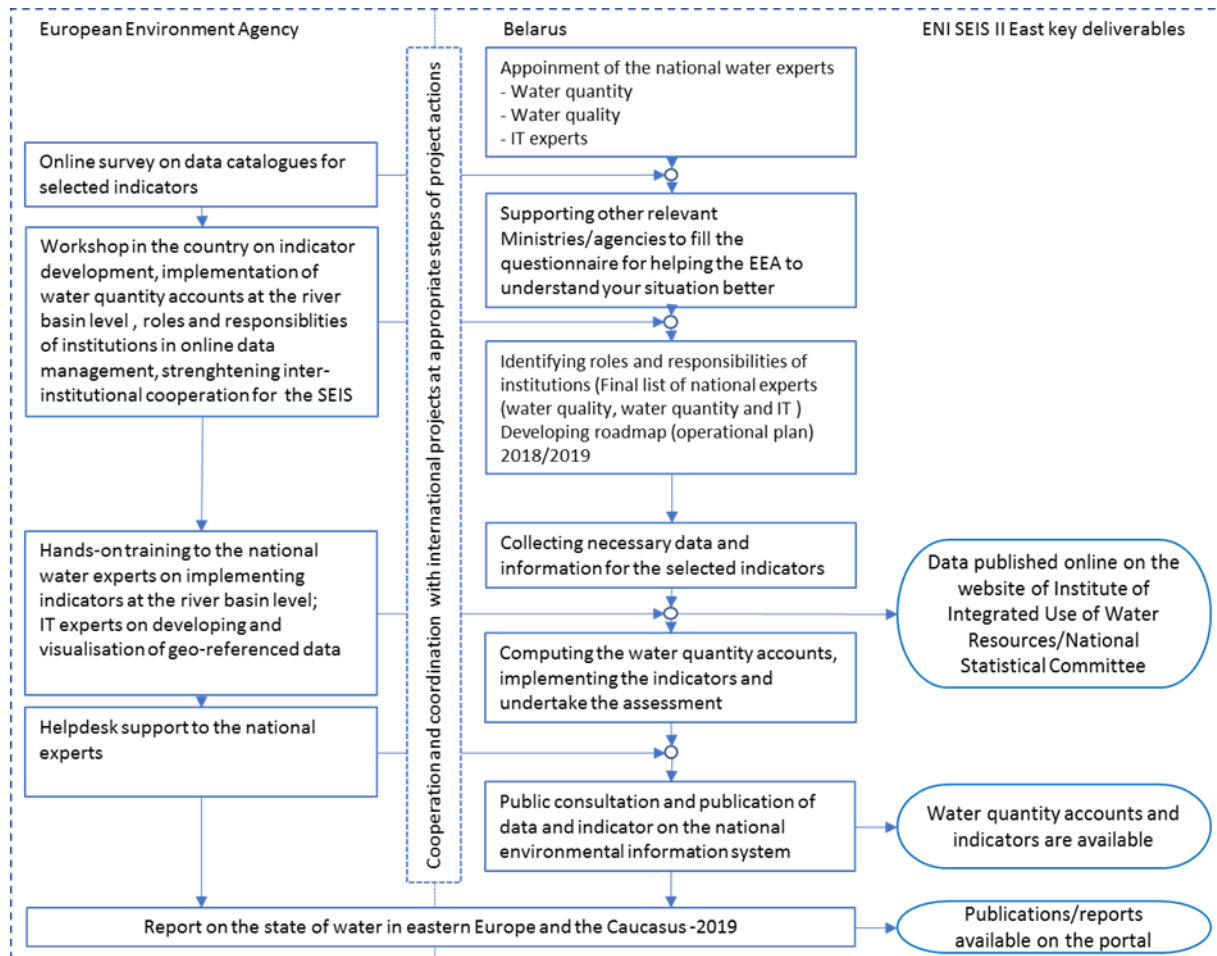 European Environment Agency
Belarus
ENI SEIS II East key deliverables
Cooperation and coordination with international projects at appropriate steps of project actions
Appoinment of the national water experts
- Water quantity
- Water quality
- IT experts
Online survey on data catalogues for
selected indicators
Supporting other relevant
Ministries/agencies to fill the
questionnaire for helping the EEA to
understand your situation better
Workshop in the country on indicator
development, implementation of
water quantity accounts at the river
basin level , roles and responsiblities
of institutions in online data
management, strenghtening inter-
institutional cooperation for the SEIS
Identifying roles and responsibilities of
institutions (Final list of national experts
(water quality, water quantity and IT )
Developing roadmap (operational plan)
2018/2019
Hands-on training to the national
water experts on implementing
indicators at the river basin level;
IT experts on developing and
visualisation of geo-referenced data
Collecting necessary data and
information for the selected indicators
Data published online on the
website of Institute of
Integrated Use of Water
Resources/National
Statistical Committee
Computing the water quantity accounts,
implementing the indicators and
undertake the assessment
Helpdesk support to the national
experts
Public consultation and publication of
data and indicator on the national
environmental information system
Water quantity accounts and
indicators are available
Report on the state of water in eastern Europe and the Caucasus -2019
Publications/reports
available on the portal